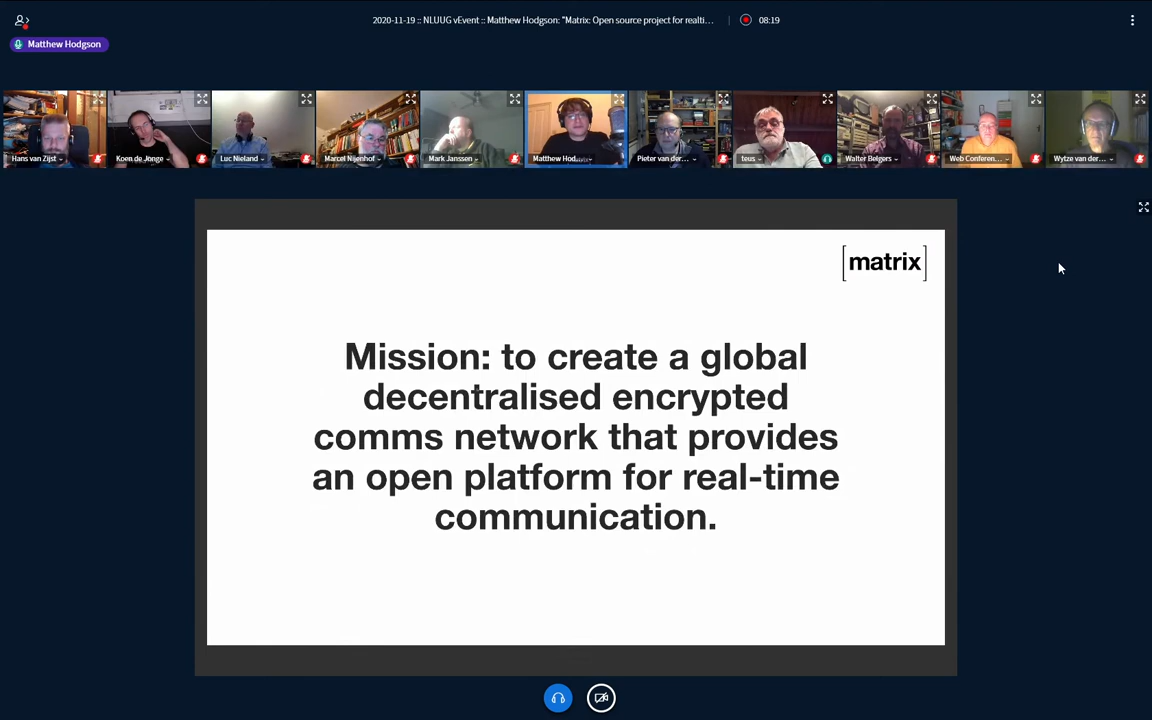 2020-11-19 :: NLUUG vEvent :: Matthew Hodgson: "Matrix: Open source project for realti...
08:19
Matthew Hodgson
Hans van Zijst
Koen de Jonge
Luc Nieland
Marcel Nijenhof
Mark Janssen
Matthew Hod...
Pieter van der...
teus
Walter Belgers
Web Conferen...
Wytze van der...
[matrix]
Mission: to create a global
decentralised encrypted
comms network that provides
an open platform for real-time
communication.